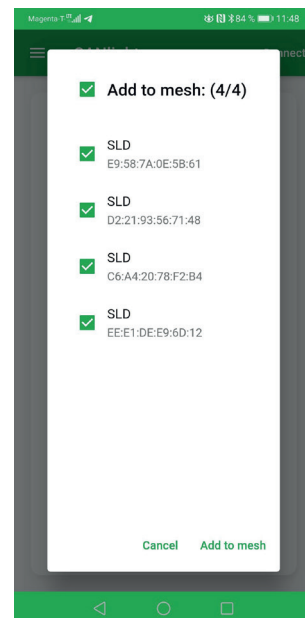 Magenta-T 84 % 11:48
Add to mesh: (4/4)
SLD
E9:58:7A:0E:5B:61
SLD
D2:21:93:56:71:48
SLD
C6:A4:20:78:F2:B4
SLD
EE:E1:DE:E9:6D:12
Cancel Add to mesh